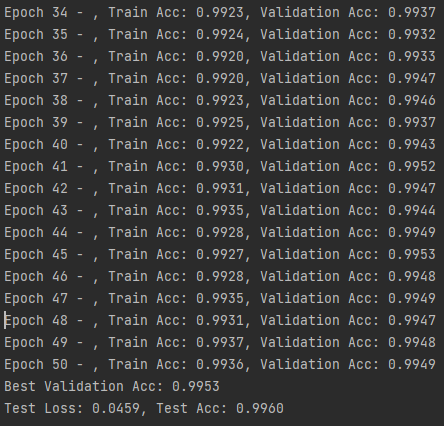 Epoch 34 - , Train Acc: 0.9923, Validation Acc: 0.9937
Epoch 35 - , Train Acc: 0.9924, Validation Acc: 0.9932
Epoch 36 - , Train Acc: 0.9920, Validation Acc: 0.9933
Epoch 37 - , Train Acc: 0.9920, Validation Acc: 0.9947
Epoch 38 - , Train Acc: 0.9923, Validation Acc: 0.9946
Epoch 39 - , Train Acc: 0.9925, Validation Acc: 0.9937
Epoch 40 - , Train Acc: 0.9922, Validation Acc: 0.9943
Epoch 41 - , Train Acc: 0.9930, Validation Acc: 0.9952
Epoch 42 - , Train Acc: 0.9931, Validation Acc: 0.9947
Epoch 43 - , Train Acc: 0.9935, Validation Acc: 0.9944
Epoch 44 - , Train Acc: 0.9928, Validation Acc: 0.9949
Epoch 45 - , Train Acc: 0.9927, Validation Acc: 0.9953
Epoch 46 - , Train Acc: 0.9928, Validation Acc: 0.9948
Epoch 47 - , Train Acc: 0.9935, Validation Acc: 0.9949
Epoch 48 - , Train Acc: 0.9931, Validation Acc: 0.9947
Epoch 49 - , Train Acc: 0.9937, Validation Acc: 0.9948
Epoch 50 - , Train Acc: 0.9936, Validation Acc: 0.9949
Best Validation Acc: 0.9953
Test Loss: 0.0459, Test Acc: 0.9960